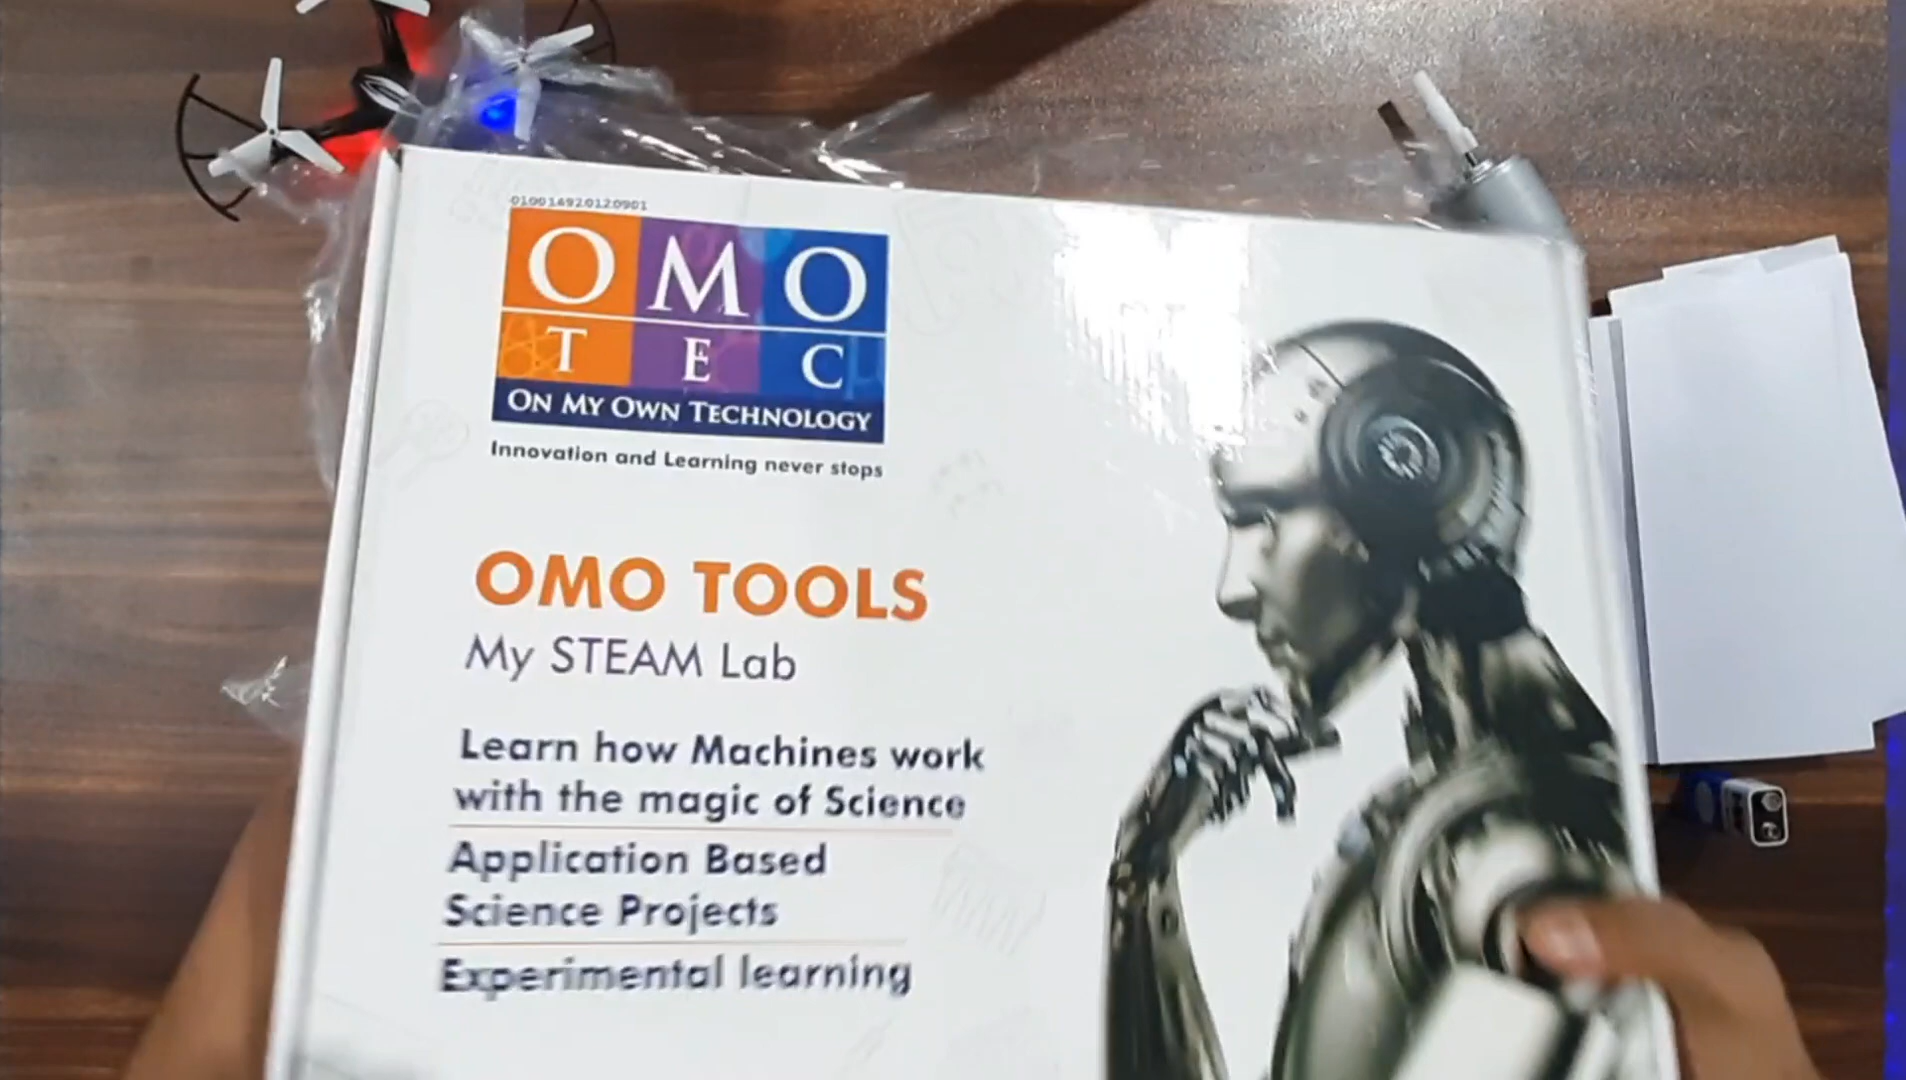 010014920120901
OMO
TEC
ON MY OWN TECHNOLOGY
Innovation and Learning never stops
OMO TOOLS
My STEAM Lab
Learn how Machines work
with the magic of Science
Application Based
Science Projects
Experimental learning